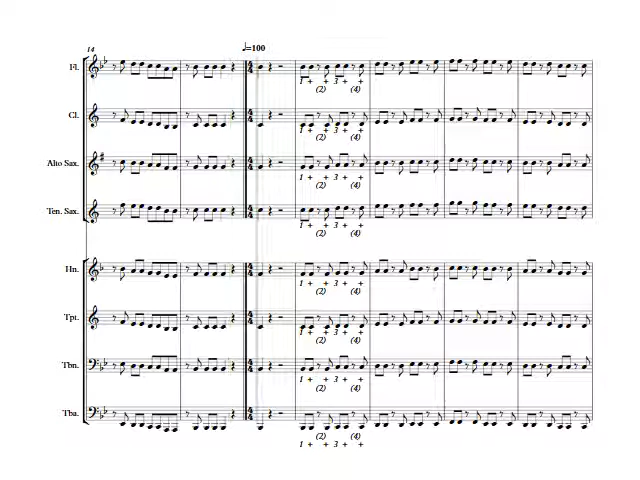 14
♩=100
Fl.
1 + + 3 + +
(2) (4)
Cl.
1 + + 3 + +
(2) (4)
Alto Sax.
1 + + 3 + +
(2) (4)
Ten. Sax.
1 + + 3 + +
(2) (4)
Hn.
1 + + 3 + +
(2) (4)
Tpt.
1 + + 3 + +
(2) (4)
Tbn.
1 + + 3 + +
(2) (4)
Tba.
(2) (4)
1 + + 3 + +